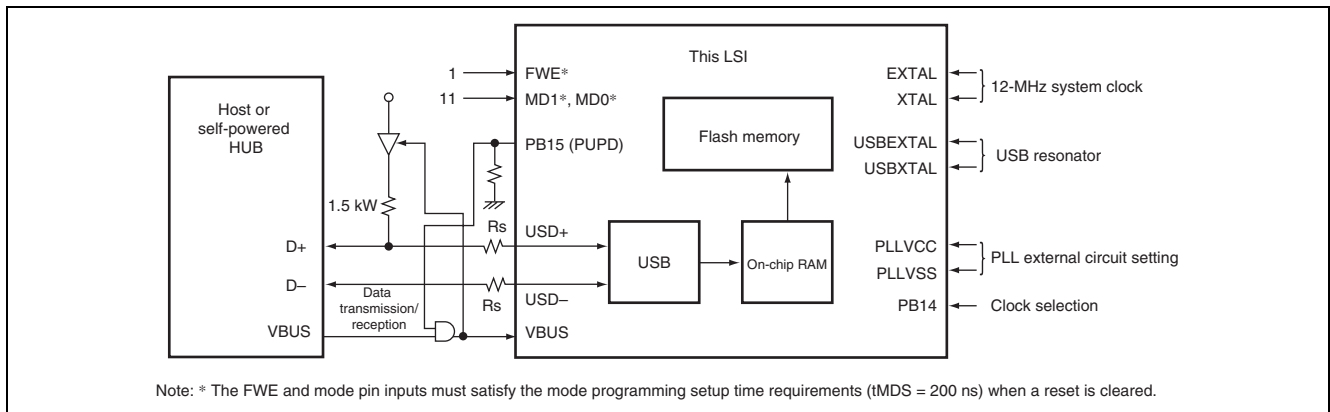 This LSI
Host or
self-powered
HUB
1
FWE*
11
MD1*, MD0*
PB15 (PUPD)
Flash memory
EXTAL
XTAL
12-MHz system clock
USBEXTAL
USBXTAL
USB resonator
1.5 kW
Rs
D+
USD+
USB
On-chip RAM
PLLVCC
PLLVSS
PLL external circuit setting
D–
Data
transmission/
reception
Rs
USD–
PB14
Clock selection
VBUS
VBUS
Note: * The FWE and mode pin inputs must satisfy the mode programming setup time requirements (tMDS = 200 ns) when a reset is cleared.